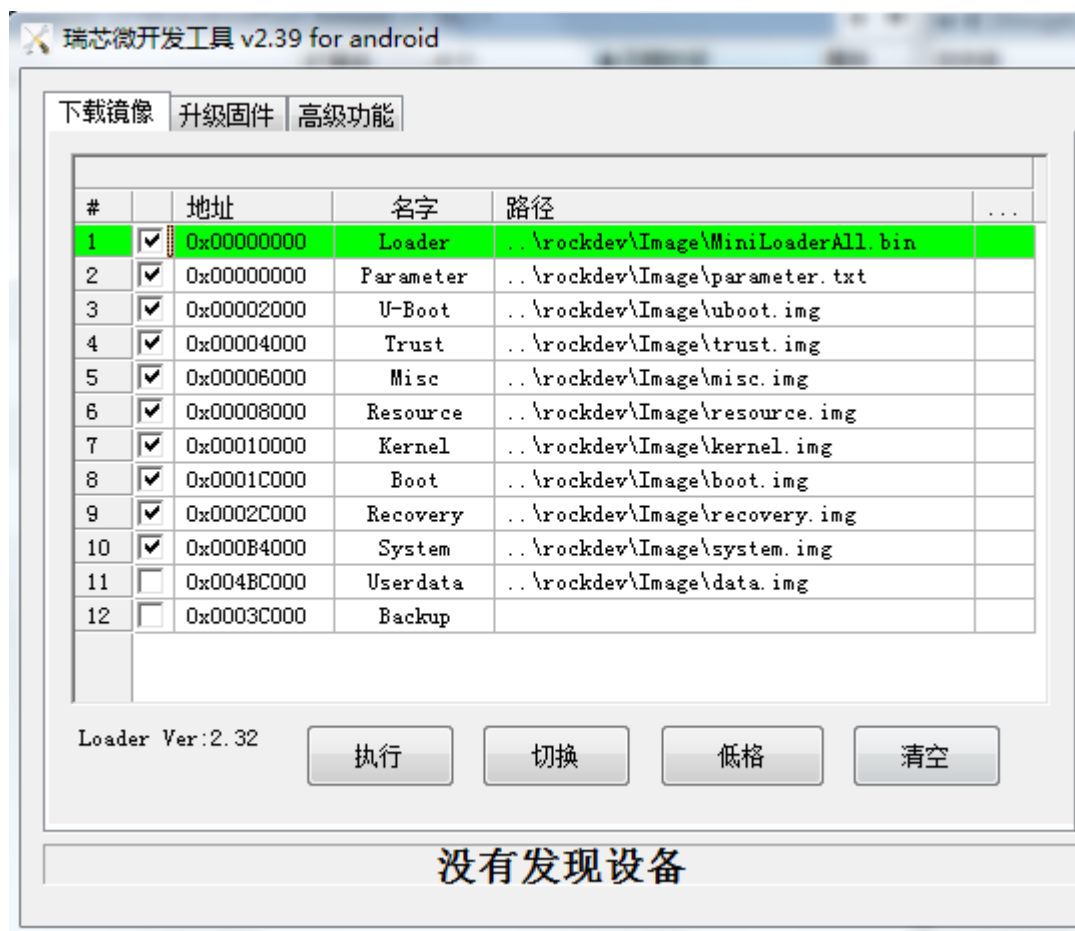 瑞芯微开发工具 v2.39 for android
下载镜像 升级固件 高级功能
# 地址 名字 路径 ...
1 0x00000000 Loader ..\rockdev\Image\MiniLoaderAll.bin
2 0x00000000 Parameter ..\rockdev\Image\parameter.txt
3 0x00002000 U-Boot ..\rockdev\Image\uboot.img
4 0x00004000 Trust ..\rockdev\Image\trust.img
5 0x00006000 Misc ..\rockdev\Image\misc.img
6 0x00008000 Resource ..\rockdev\Image\resource.img
7 0x00010000 Kernel ..\rockdev\Image\kernel.img
8 0x0001C000 Boot ..\rockdev\Image\boot.img
9 0x0002C000 Recovery ..\rockdev\Image\recovery.img
10 0x000B4000 System ..\rockdev\Image\system.img
11 0x004BC000 Userdata ..\rockdev\Image\data.img
12 0x0003C000 Backup
Loader Ver:2.32 执行 切换 低格 清空
没有发现设备